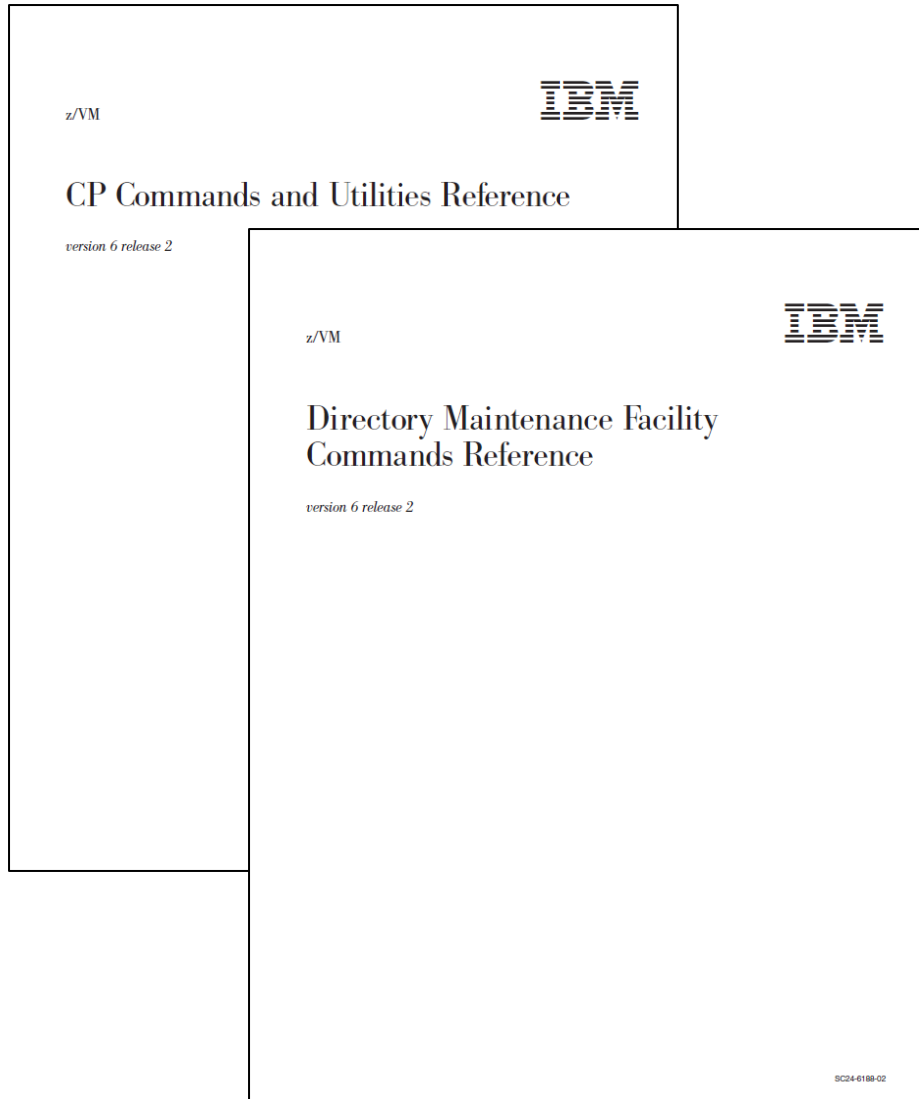 z/VM
IBM
CP Commands and Utilities Reference
version 6 release 2
z/VM
IBM
Directory Maintenance Facility
Commands Reference
version 6 release 2
SC24-6188-02